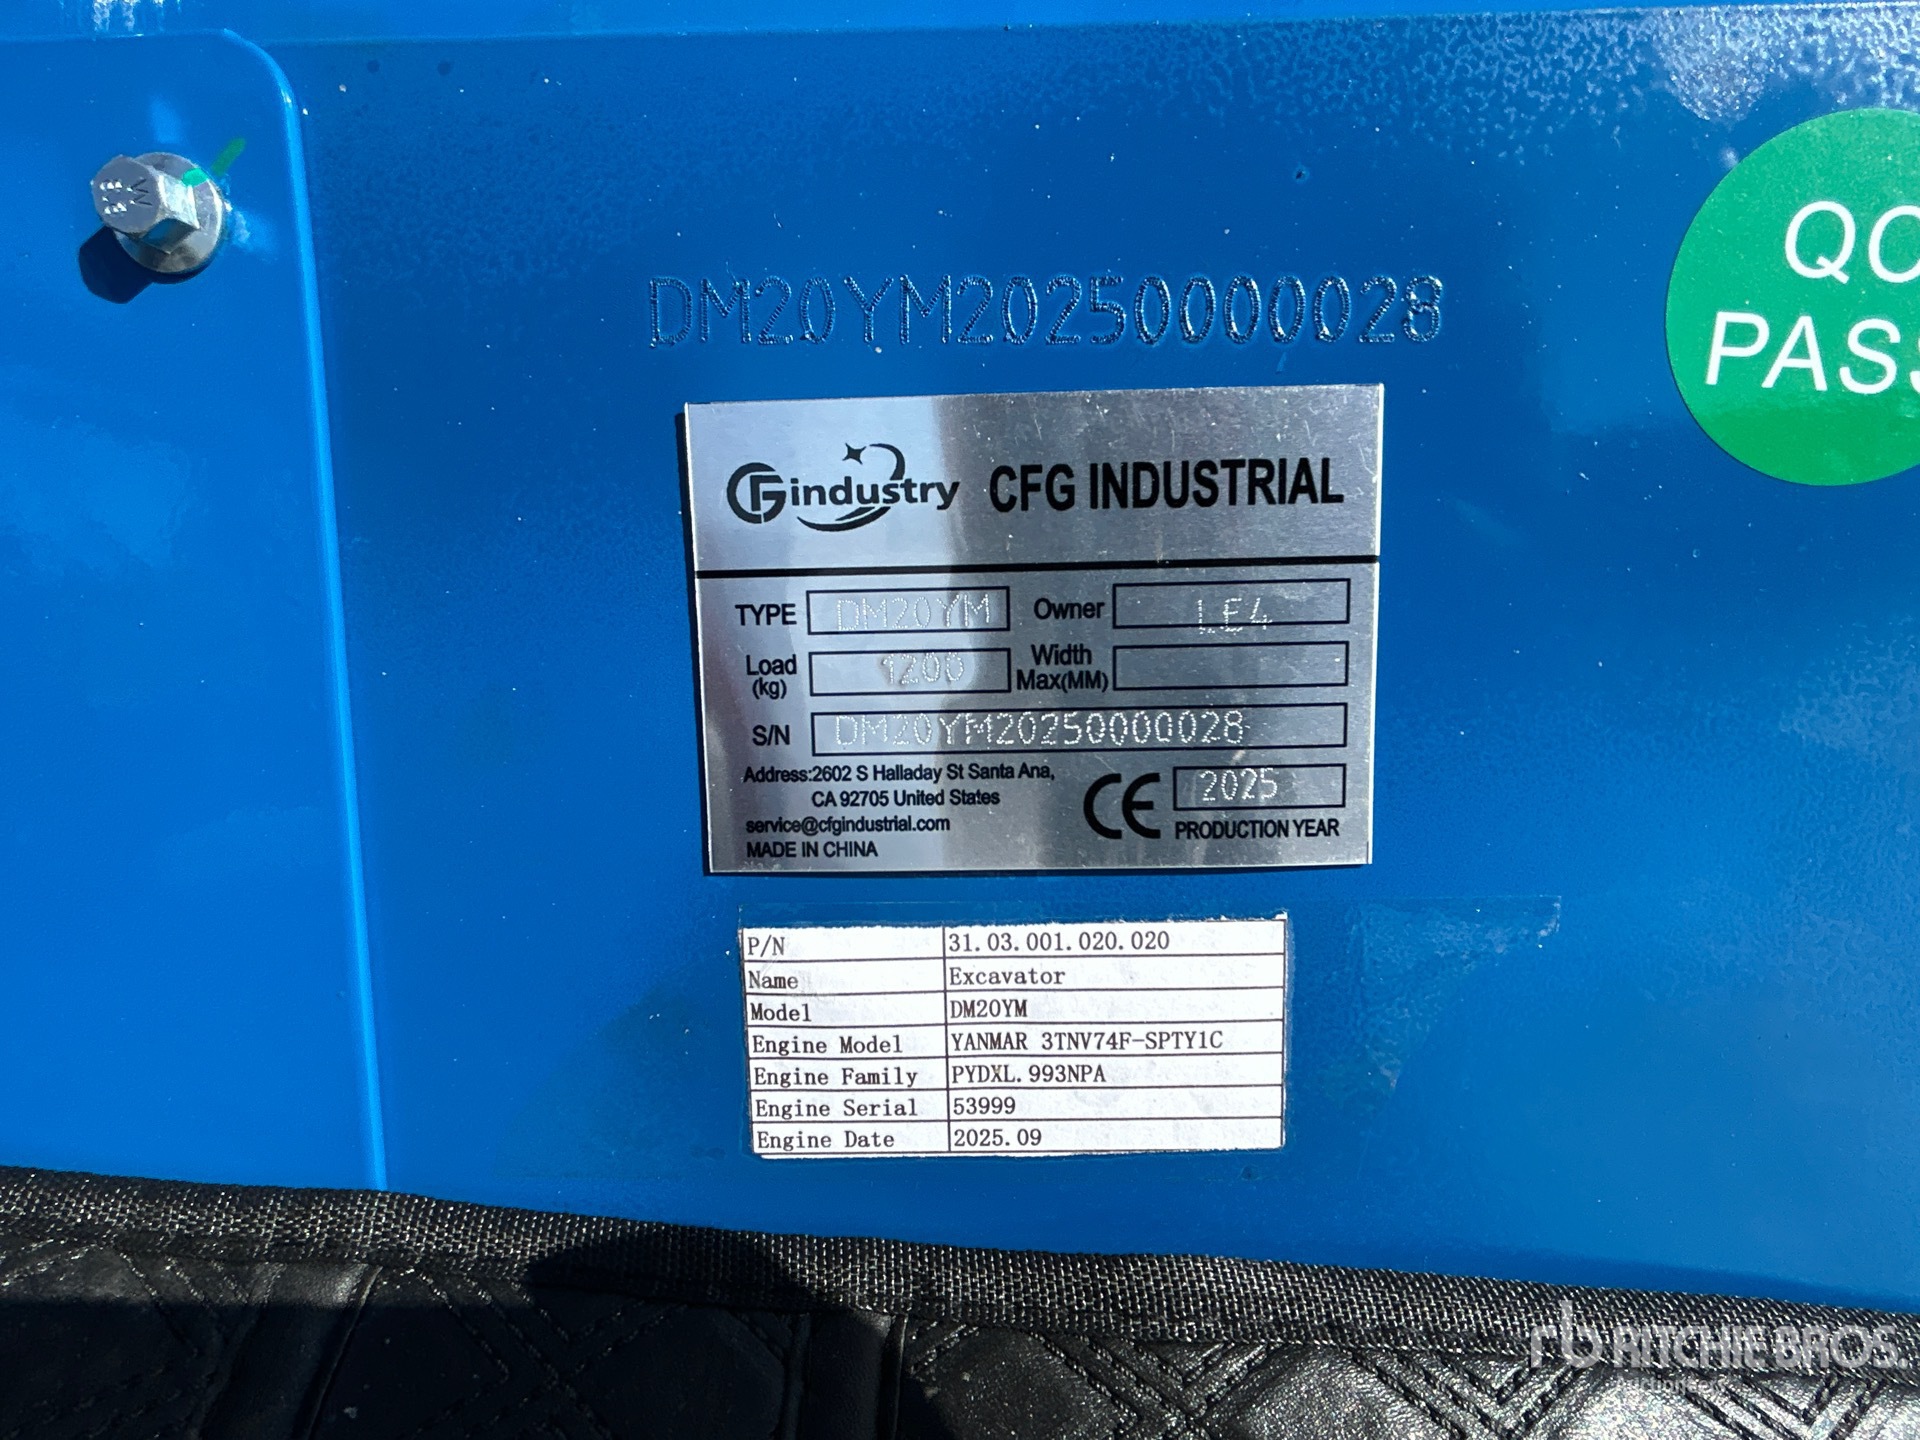 DM20YM20250000028
QC
PASS
CFindustry CFG INDUSTRIAL
TYPE DM20YM Owner LE4
Load (kg) 1200 Width Max(MM)
S/N DM20YM20250000028
Address:2602 S Halladay St Santa Ana,
CA 92705 United States
service@cfgindustrial.com
MADE IN CHINA
CE 2025
PRODUCTION YEAR
P/N 31.03.001.020.020
Name Excavator
Model DM20YM
Engine Model YANMAR 3TNV74F-SPTY1C
Engine Family PYDXL.993NPA
Engine Serial 53999
Engine Date 2025.09
rb RITCHIE BROS.
Auctioneers